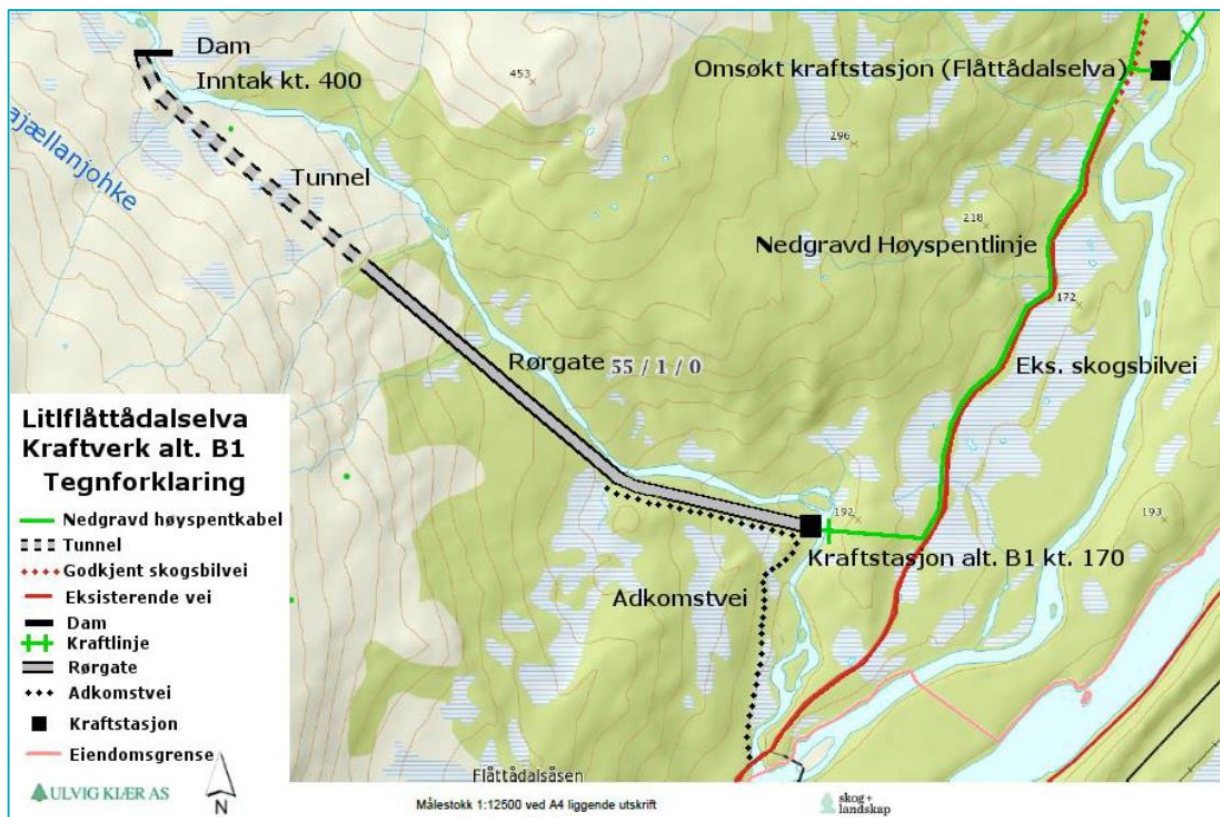 Dam
Inntak kt. 400
453
Omsøkt kraftstasjon (Flåttådalselva)
296
ajællanjohke
Tunnel
218
Nedgravd Høyspentlinje
172
Rørgate
55 / 1 / 0
Eks. skogsbilvei
192
193
Kraftstasjon alt. B1 kt. 170
Adkomstvei
Flåttådalsåsen
Litlflåttådalselva
Kraftverk alt. B1
Tegnforklaring
Nedgravd høyspentkabel
Tunnel
Godkjent skogsbilvei
Eksisterende vei
Dam
Kraftlinje
Rørgate
Adkomstvei
Kraftstasjon
Eiendomsgrense
ULVIG KIÆR AS
N
Målestokk 1:12500 ved A4 liggende utskrift
skog+
landskap